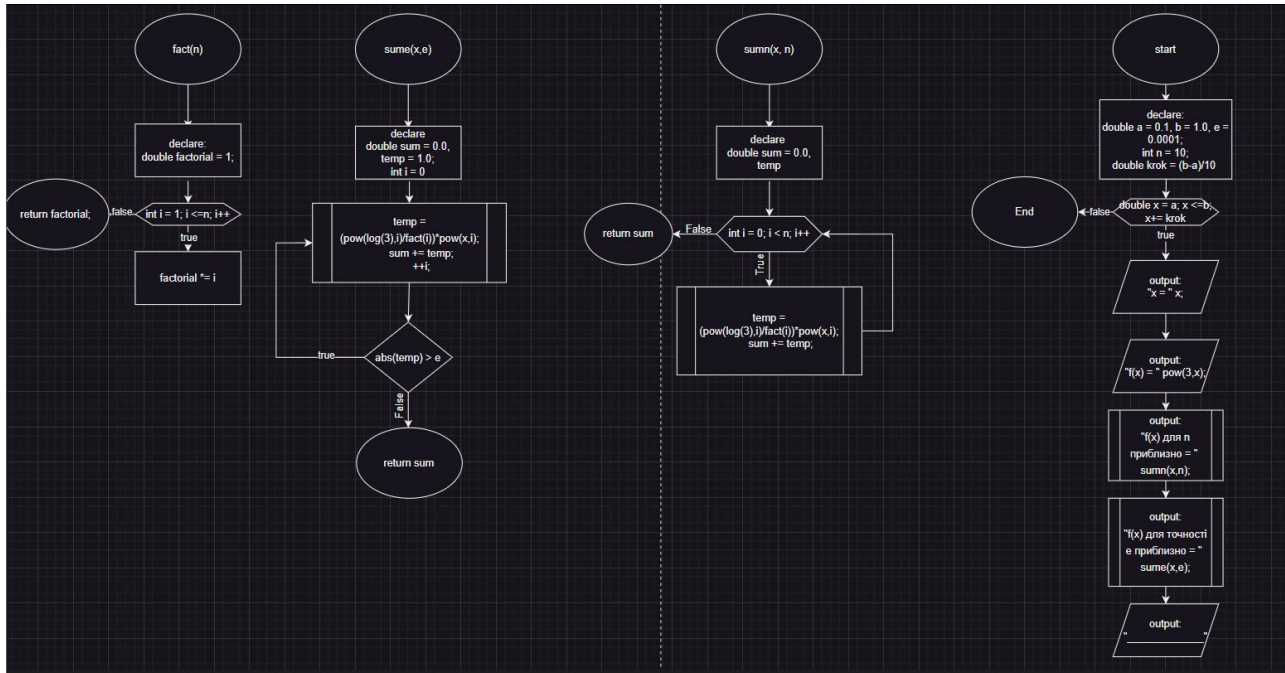 fact(n)
declare:
double factorial = 1;
int i = 1; i <=n; i++
false
return factorial;
true
factorial *= i
sume(x,e)
declare
double sum = 0.0,
temp = 1.0;
int i = 0
temp =
(pow(log(3),i)/fact(i))*pow(x,i);
sum += temp;
++i;
abs(temp) > e
true
False
return sum
sumn(x, n)
declare
double sum = 0.0,
temp
int i = 0; i < n; i++
False
return sum
True
temp =
(pow(log(3),i)/fact(i))*pow(x,i);
sum += temp;
start
declare:
double a = 0.1, b = 1.0, e =
0.0001;
int n = 10;
double krok = (b-a)/10
double x = a; x <=b;
x+= krok
false
End
true
output:
"x = " x;
output:
"f(x) = " pow(3,x);
output:
"f(x) для n
приблизно = "
sumn(x,n);
output:
"f(x) для точності
е приблизно = "
sume(x,e);
output:
"______________"